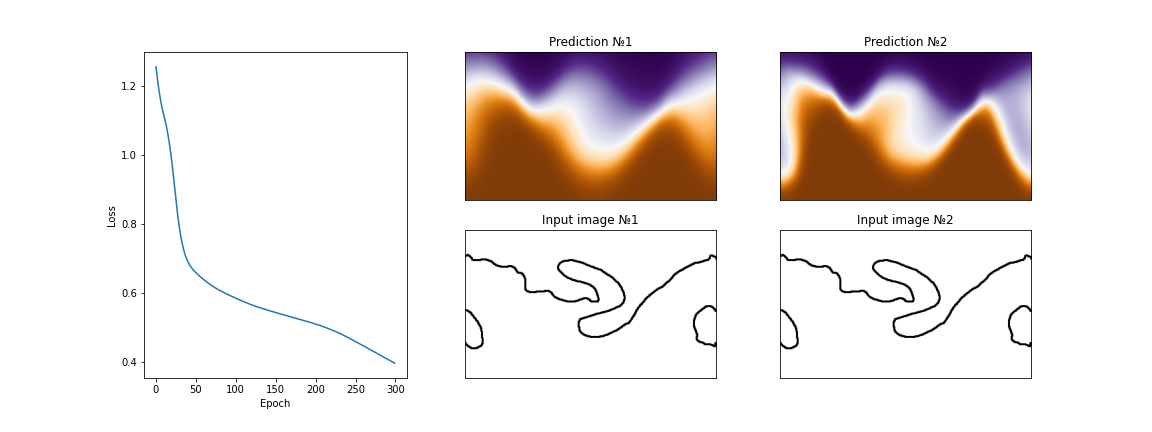 Loss
1.2
1.0
0.8
0.6
0.4
0 50 100 150 200 250 300
Epoch
Prediction №1
Prediction №2
Input image №1
Input image №2